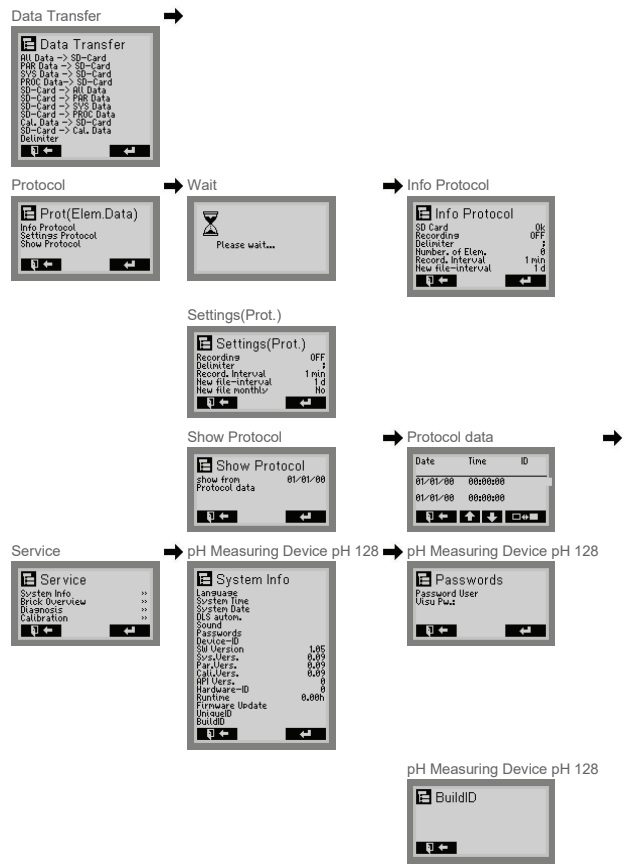 Data Transfer
Data Transfer
All Data -> SD-Card
PAR Data -> SD-Card
SYS Data -> SD-Card
PROC Data-> SD-Card
SD-Card -> All Data
SD-Card -> PAR Data
SD-Card -> SYS Data
SD-Card -> PROC Data
Cal. Data -> SD-Card
SD-Card -> Cal. Data
Delimiter
Protocol
Prot(Elem.Data)
Info Protocol
Settings Protocol
Show Protocol
Wait
Please wait...
Info Protocol
Info Protocol
SD Card Ok
Recording OFF
Delimiter ;
Number. of Elem. 0
Record. Interval 1 min
New file-interval 1 d
Settings(Prot.)
Settings(Prot.)
Recording OFF
Delimiter ;
Record. Interval 1 min
New file-interval 1 d
New file monthly No
Show Protocol
Show Protocol
show from 01/01/00
Protocol data
Protocol data
Date Time ID
01/01/00 00:00:00
01/01/00 00:00:00
Service
Service
System Info »
Brick Overview »
Diagnosis »
Calibration »
pH Measuring Device pH 128
System Info
Language
System Time
System Date
DLS autom.
Sound
Passwords
Device-ID
SW Version 1.05
Sys.Vers. 0.09
Par.Vers. 0.09
Cali.Vers. 0.09
API Vers. 0
Hardware-ID 0
Runtime 0.00h
Firmware Update
UniqueID
BuildID
pH Measuring Device pH 128
Passwords
Password User
Visu Pw.:
pH Measuring Device pH 128
BuildID